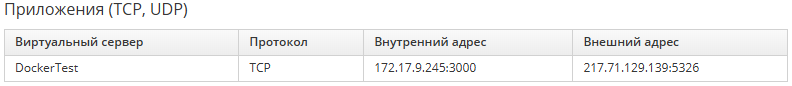 Приложения (TCP, UDP)
Виртуальный сервер Протокол Внутренний адрес Внешний адрес
DockerTest TCP 172.17.9.245:3000 217.71.129.139:5326